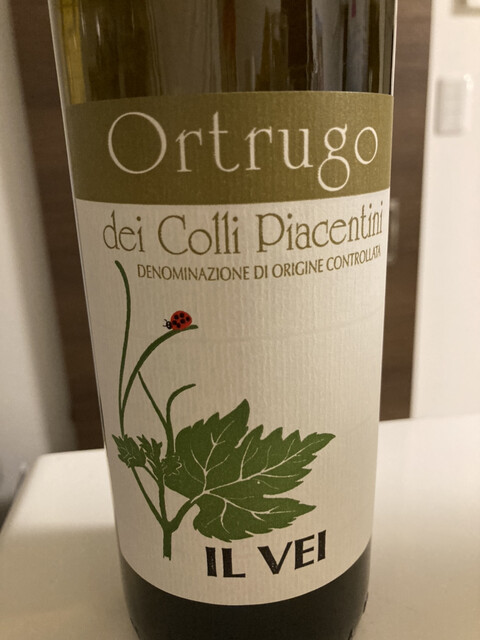 Ortrugo
dei Colli Piacentini
DENOMINAZIONE DI ORIGINE CONTROLLATA
IL VEI